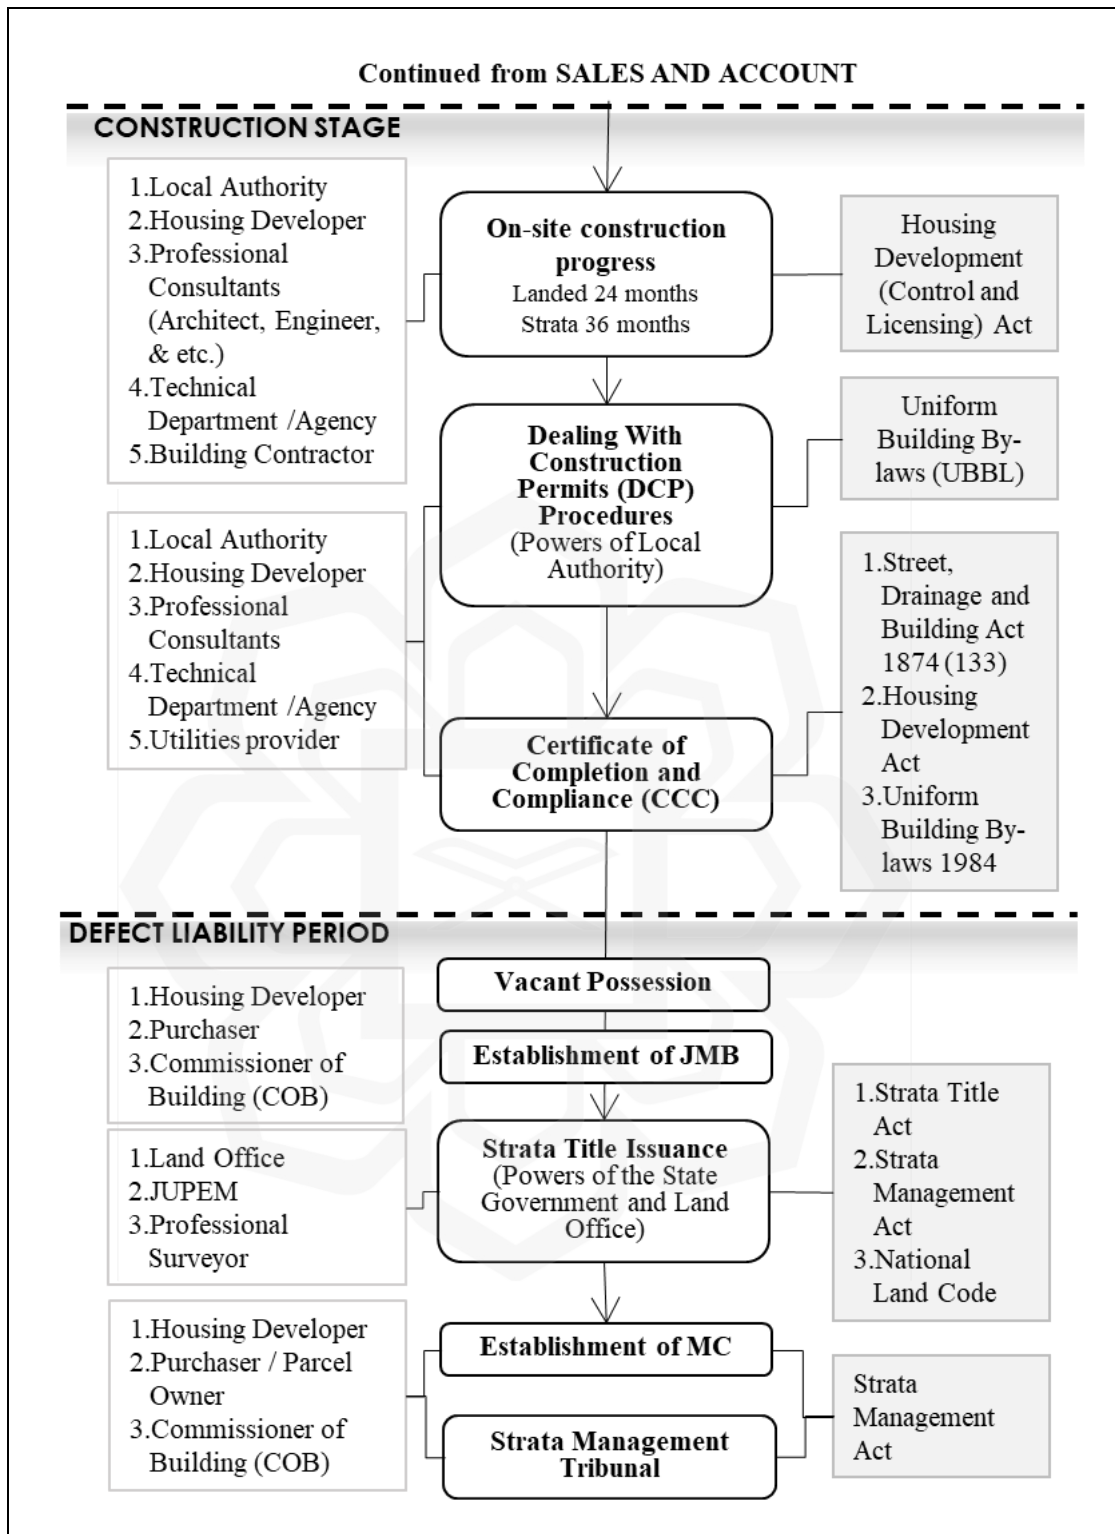 Continued from SALES AND ACCOUNT
CONSTRUCTION STAGE
1.Local Authority
2.Housing Developer
3.Professional
Consultants
(Architect, Engineer,
& etc.)
4.Technical
Department /Agency
5.Building Contractor
On-site construction
progress
Landed 24 months
Strata 36 months
Housing
Development
(Control and
Licensing) Act
Dealing With
Construction
Permits (DCP)
Procedures
(Powers of Local
Authority)
Uniform
Building By-
laws (UBBL)
1.Local Authority
2.Housing Developer
3.Professional
Consultants
4.Technical
Department /Agency
5.Utilities provider
Certificate of
Completion and
Compliance (CCC)
1.Street,
Drainage and
Building Act
1874 (133)
2.Housing
Development
Act
3.Uniform
Building By-
laws 1984
DEFECT LIABILITY PERIOD
1.Housing Developer
2.Purchaser
3.Commissioner of
Building (COB)
Vacant Possession
Establishment of JMB
1.Land Office
2.JUPEM
3.Professional
Surveyor
Strata Title Issuance
(Powers of the State
Government and Land
Office)
1.Strata Title
Act
2.Strata
Management
Act
3.National
Land Code
1.Housing Developer
2.Purchaser / Parcel
Owner
3.Commissioner of
Building (COB)
Establishment of MC
Strata Management
Tribunal
Strata
Management
Act